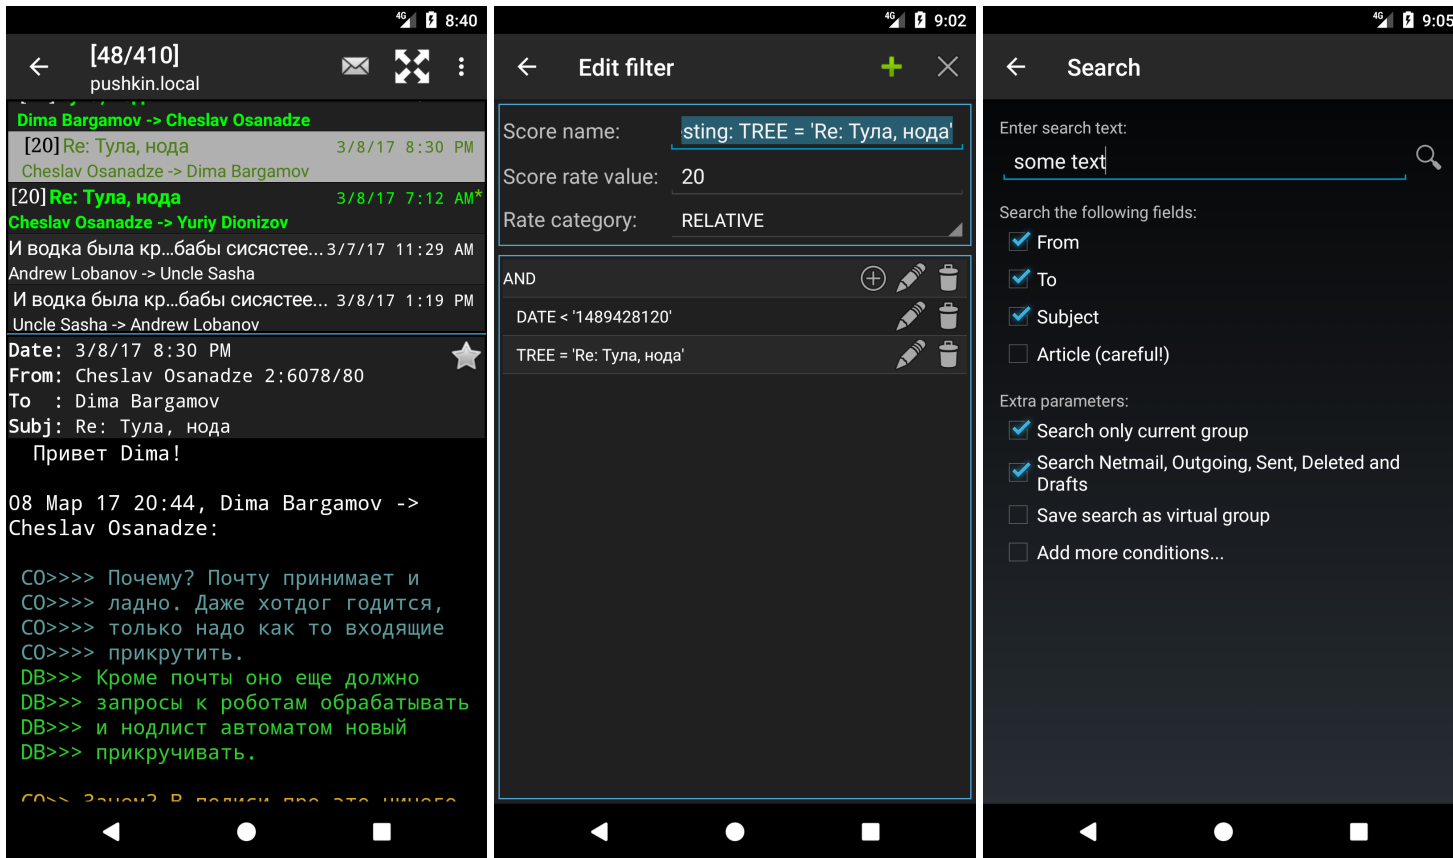 4G 8:40
[48/410]
pushkin.local
Dima Bargamov -> Cheslav Osanadze
[20] Re: Тула, нода 3/8/17 8:30 PM
Cheslav Osanadze -> Dima Bargamov
[20] Re: Тула, нода 3/8/17 7:12 AM*
Cheslav Osanadze -> Yuriy Dionizov
И водка была кр...бабы сисястее... 3/7/17 11:29 AM
Andrew Lobanov -> Uncle Sasha
И водка была кр...бабы сисястее... 3/8/17 1:19 PM
Uncle Sasha -> Andrew Lobanov
Date: 3/8/17 8:30 PM
From: Cheslav Osanadze 2:6078/80
To : Dima Bargamov
Subj: Re: Тула, нода
Привет Dima!
08 Мар 17 20:44, Dima Bargamov ->
Cheslav Osanadze:
CO>>>> Почему? Почту принимает и
CO>>>> ладно. Даже хотдог годится,
CO>>>> только надо как то входящие
CO>>>> прикрутить.
DB>>> Кроме почты оно еще должно
DB>>> запросы к роботам обрабатывать
DB>>> и нодлист автоматом новый
DB>>> прикручивать.
CO>> Зачем? В полиси про это ничего
4G 9:02
Edit filter
Score name: sting: TREE = 'Re: Тула, нода'
Score rate value: 20
Rate category: RELATIVE
AND
DATE < '1489428120'
TREE = 'Re: Тула, нода'
4G 9:05
Search
Enter search text:
some text
Search the following fields:
From
To
Subject
Article (careful!)
Extra parameters:
Search only current group
Search Netmail, Outgoing, Sent, Deleted and
Drafts
Save search as virtual group
Add more conditions...